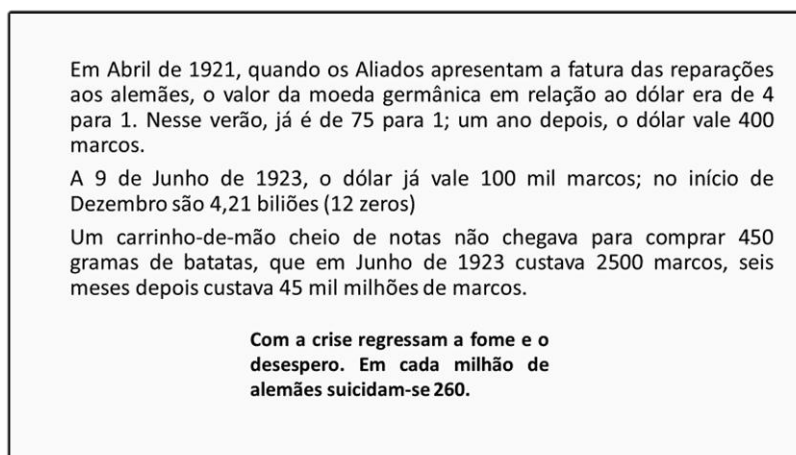 Em Abril de 1921, quando os Aliados apresentam a fatura das reparações
aos alemães, o valor da moeda germânica em relação ao dólar era de 4
para 1. Nesse verão, já é de 75 para 1; um ano depois, o dólar vale 400
marcos.
A 9 de Junho de 1923, o dólar já vale 100 mil marcos; no início de
Dezembro são 4,21 biliões (12 zeros)
Um carrinho-de-mão cheio de notas não chegava para comprar 450
gramas de batatas, que em Junho de 1923 custava 2500 marcos, seis
meses depois custava 45 mil milhões de marcos.
Com a crise regressam a fome e o
desespero. Em cada milhão de
alemães suicidam-se 260.